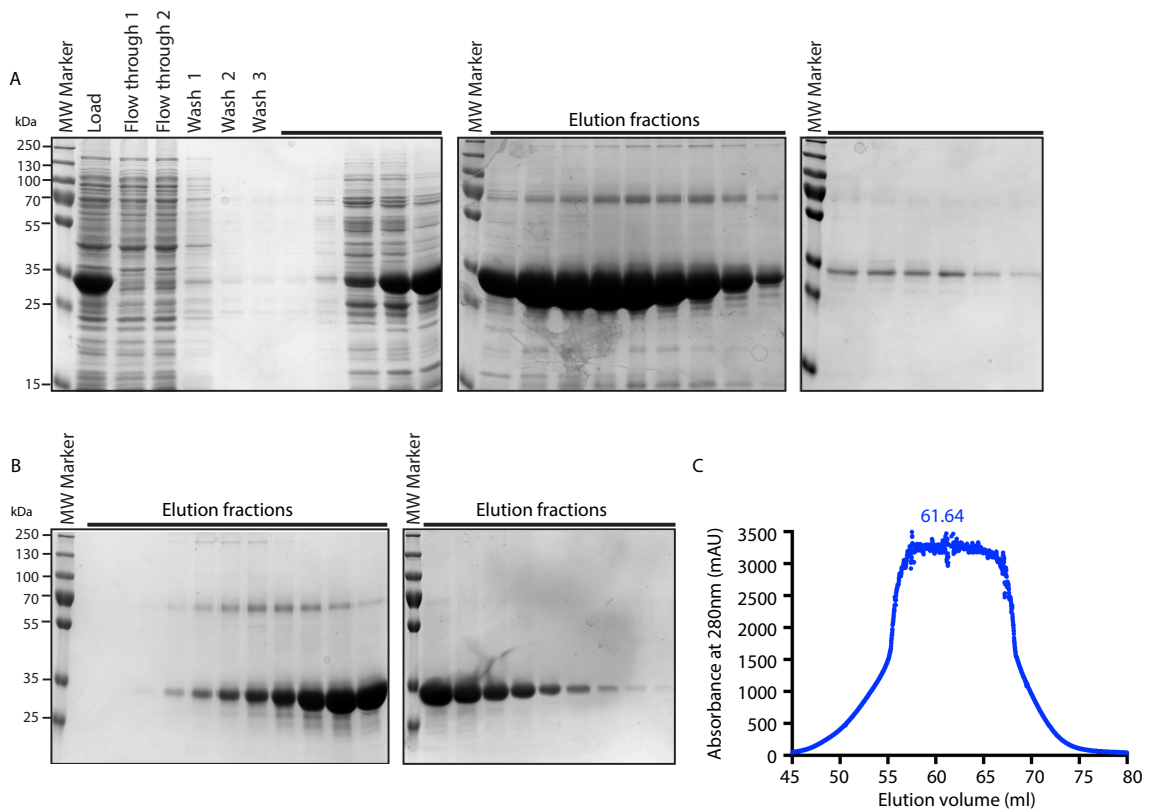 A
kDa
MW Marker
Load
Flow through 1
Flow through 2
Wash 1
Wash 2
Wash 3
250
130
100
70
55
35
25
15
MW Marker
Elution fractions
MW Marker
B
kDa
MW Marker
Elution fractions
250
130
100
70
55
35
25
MW Marker
Elution fractions
C
61.64
Absorbance at 280nm (mAU)
3500
3000
2500
2000
1500
1000
500
0
45 50 55 60 65 70 75 80
Elution volume (ml)